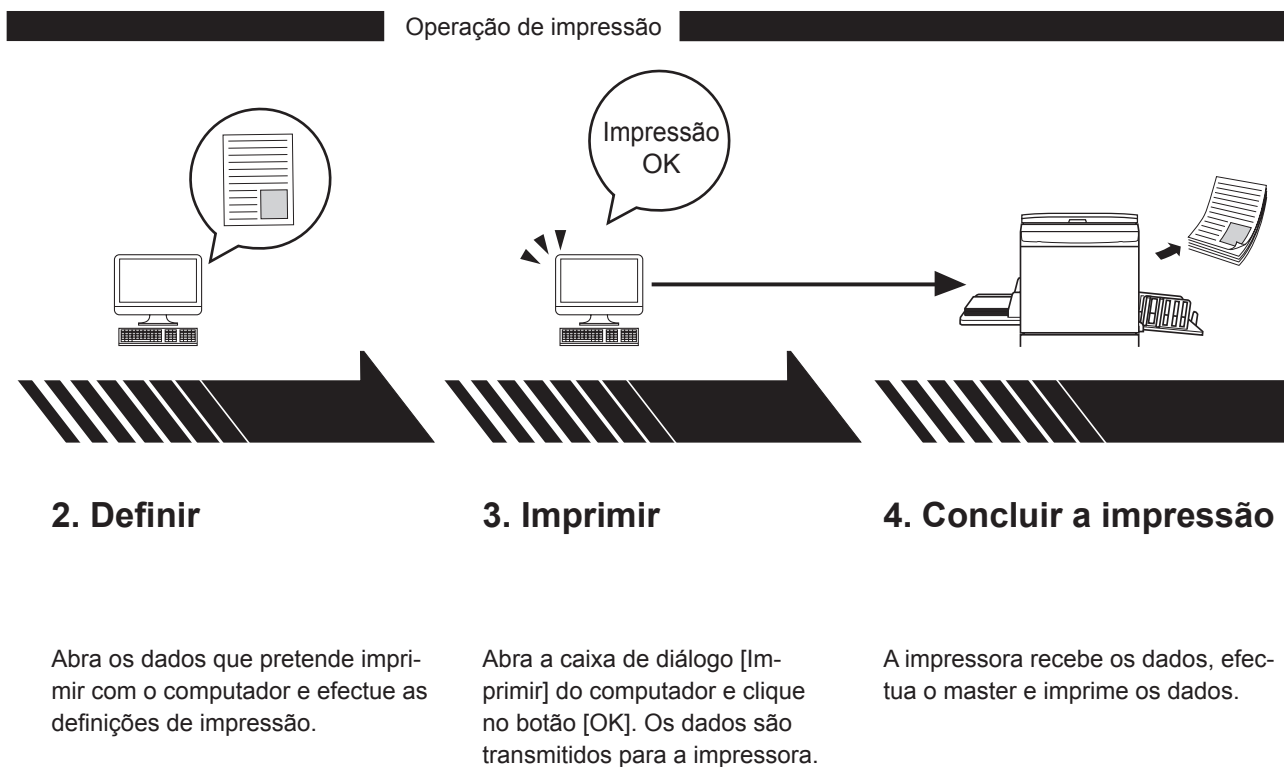 Operação de impressão
Impressão
OK
2. Definir
Abra os dados que pretende impri-
mir com o computador e efectue as
definições de impressão.
3. Imprimir
Abra a caixa de diálogo [Im-
primir] do computador e clique
no botão [OK]. Os dados são
transmitidos para a impressora.
4. Concluir a impressão
A impressora recebe os dados, efec-
tua o master e imprime os dados.